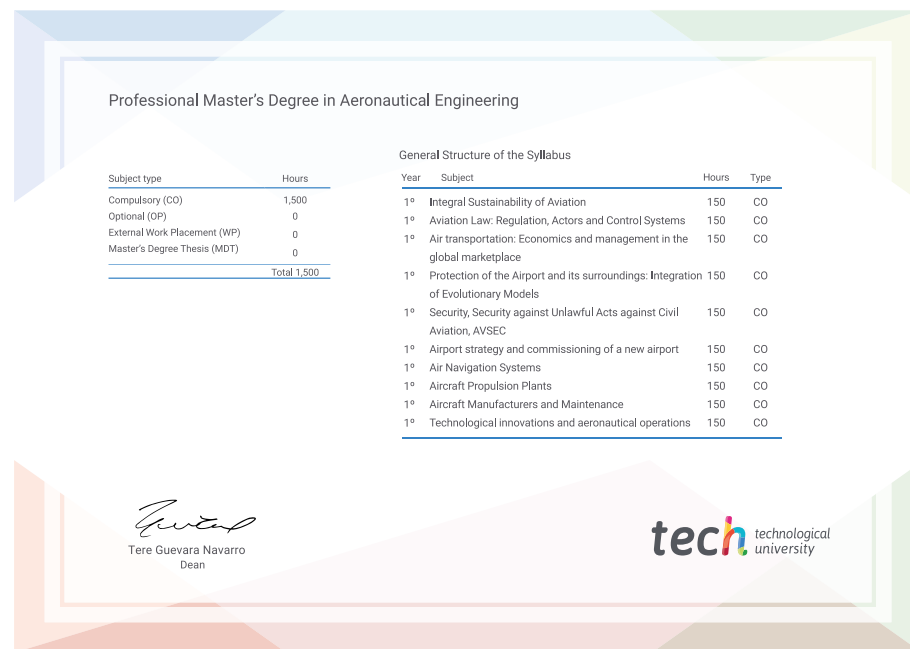 Professional Master's Degree in Aeronautical Engineering
Subject type Hours
Compulsory (CO) 1,500
Optional (OP) 0
External Work Placement (WP) 0
Master's Degree Thesis (MDT) 0
Total 1,500
General Structure of the Syllabus
Year Subject Hours Type
1º Integral Sustainability of Aviation 150 CO
1º Aviation Law: Regulation, Actors and Control Systems 150 CO
1º Air transportation: Economics and management in the 150 CO
global marketplace
1º Protection of the Airport and its surroundings: Integration 150 CO
of Evolutionary Models
1º Security, Security against Unlawful Acts against Civil 150 CO
Aviation, AVSEC
1º Airport strategy and commissioning of a new airport 150 CO
1º Air Navigation Systems 150 CO
1º Aircraft Propulsion Plants 150 CO
1º Aircraft Manufacturers and Maintenance 150 CO
1º Technological innovations and aeronautical operations 150 CO
Tere Guevara Navarro
Dean
tech technological
university